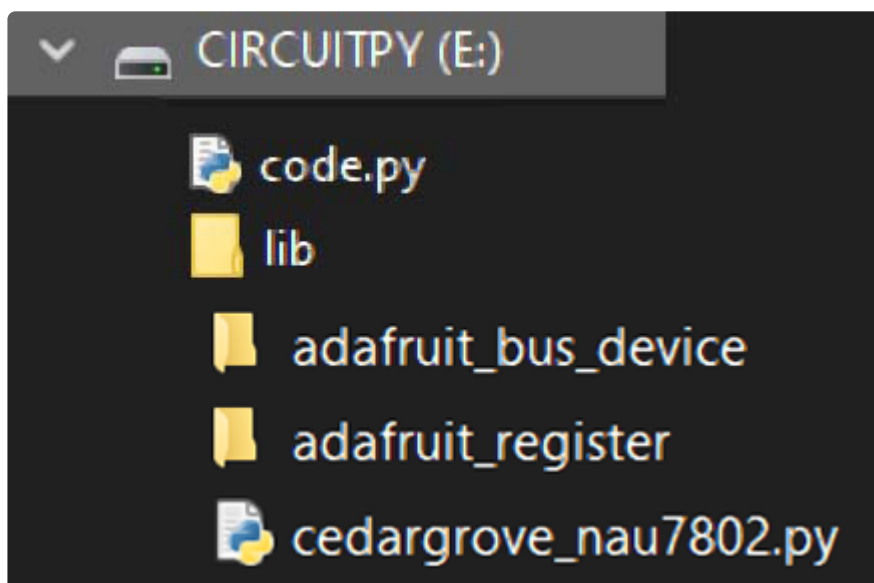 CIRCUITPY (E:)
code.py
lib
adafruit_bus_device
adafruit_register
cedargrove_nau7802.py